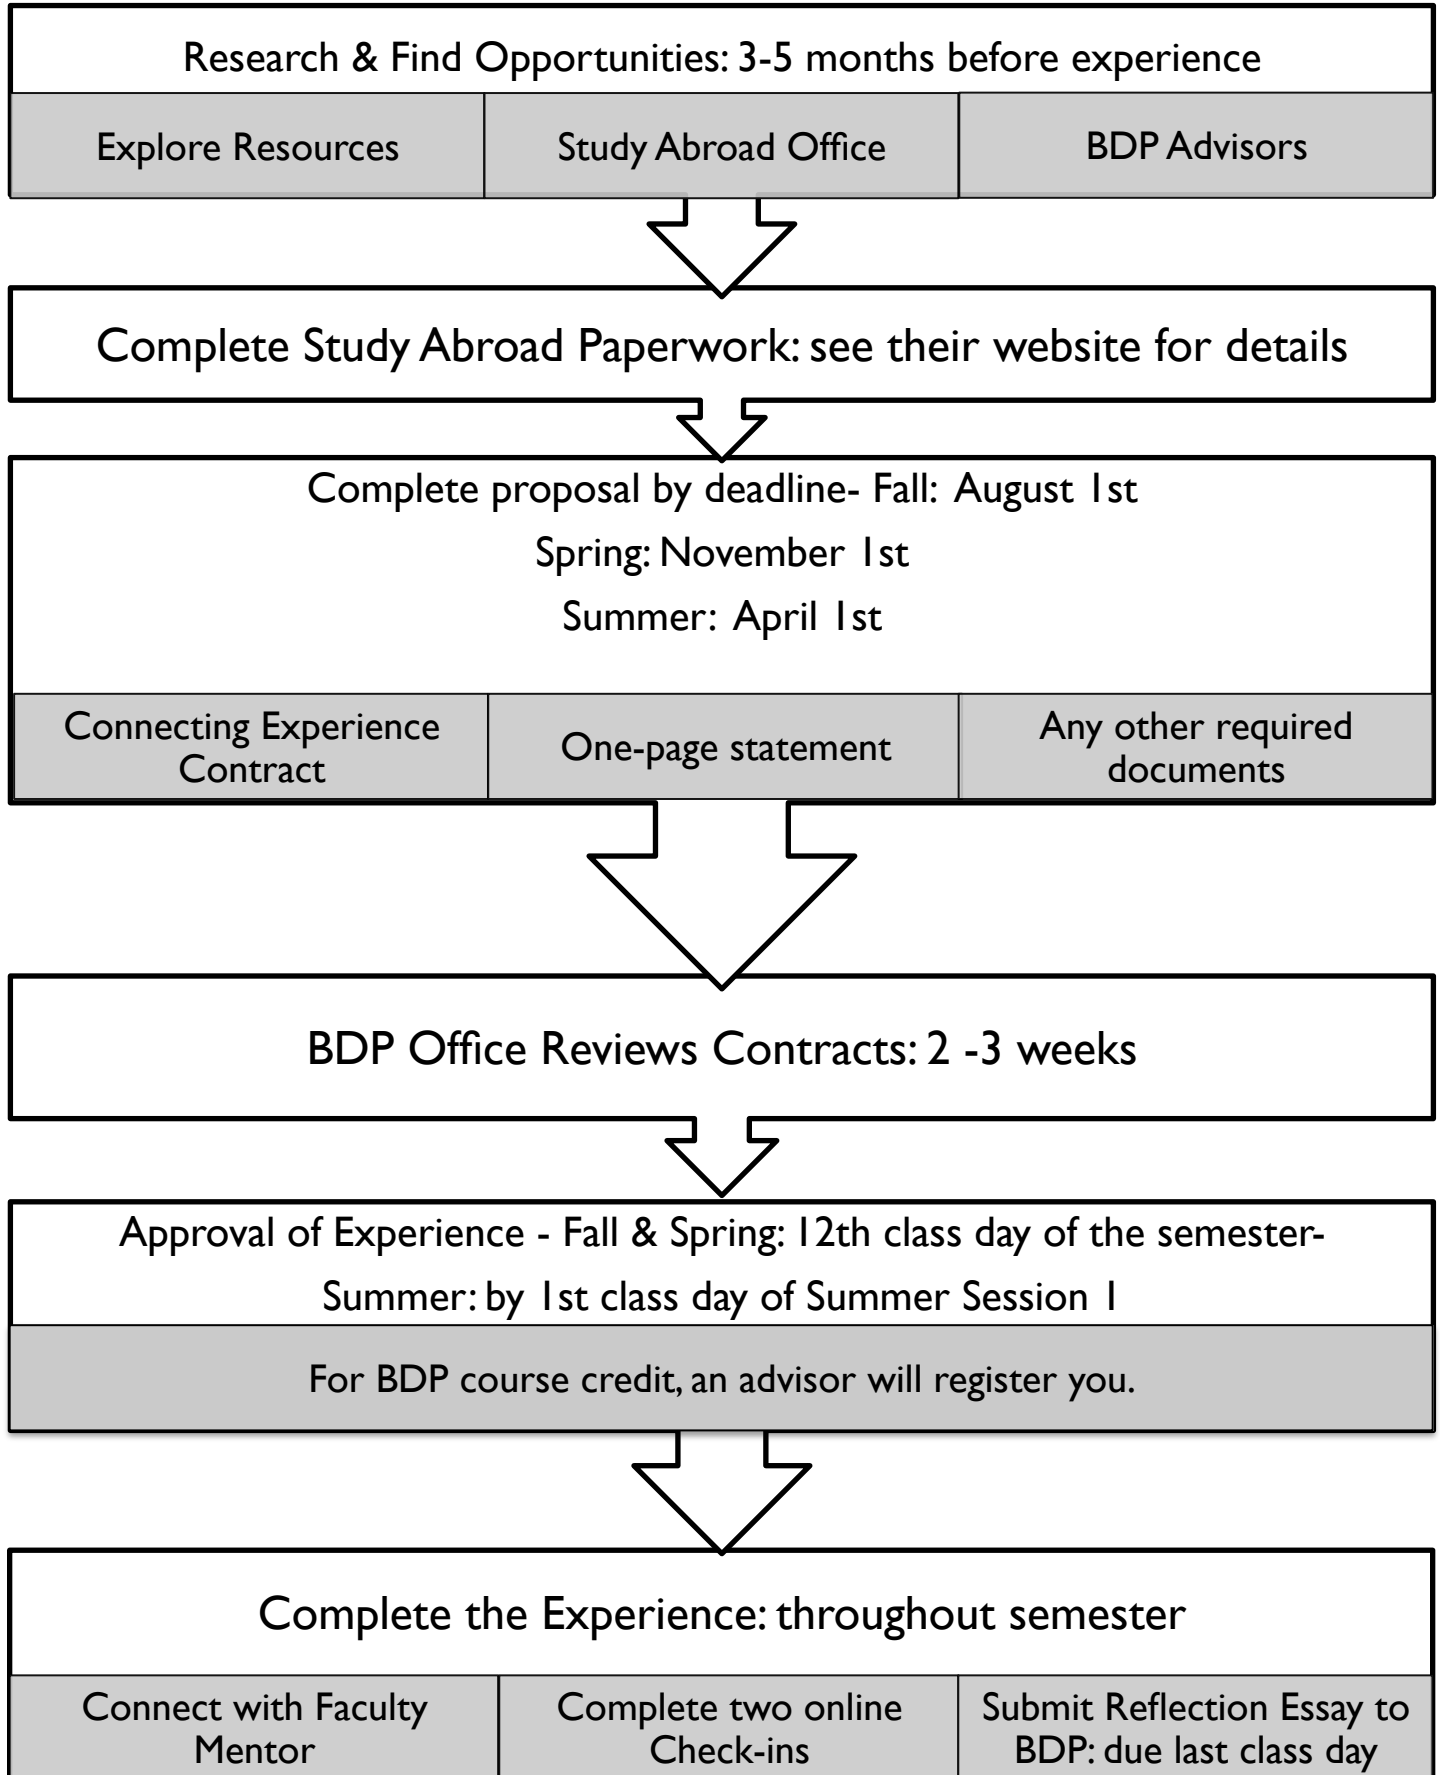 Research & Find Opportunities: 3-5 months before experience
Explore Resources
Study Abroad Office
BDP Advisors
Complete Study Abroad Paperwork: see their website for details
Complete proposal by deadline- Fall: August 1st
Spring: November 1st
Summer: April 1st
Connecting Experience
Contract
One-page statement
Any other required
documents
BDP Office Reviews Contracts: 2 -3 weeks
Approval of Experience - Fall & Spring: 12th class day of the semester-
Summer: by 1st class day of Summer Session 1
For BDP course credit, an advisor will register you.
Complete the Experience: throughout semester
Connect with Faculty
Mentor
Complete two online
Check-ins
Submit Reflection Essay to
BDP: due last class day